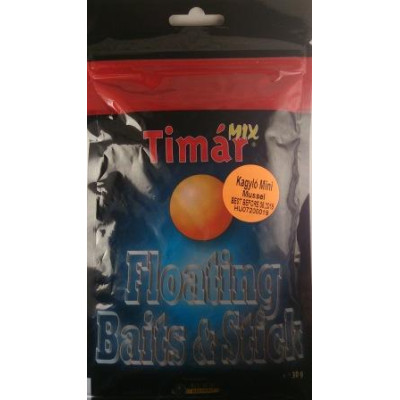 Timár MIX®
Kagyló Mini
Mussel
Floating
Baits & Stick